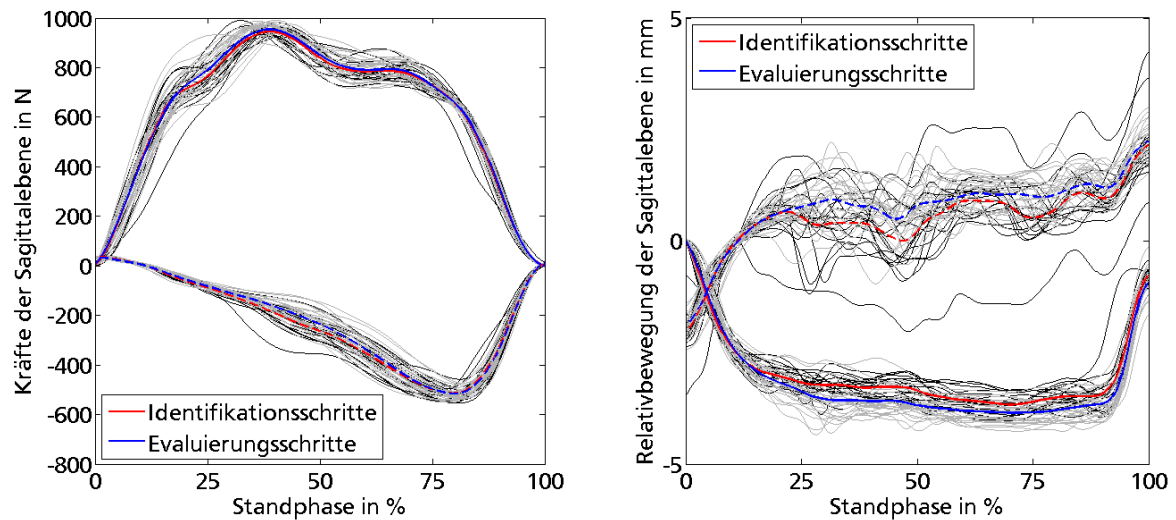 Kräfte der Sagittalebene in N
1000
800
600
400
200
0
-200
-400
-600
-800
0
25
50
75
100
Standphase in %
Identifikationsschritte
Evaluierungsschritte
Relativbewegung der Sagittalebene in mm
5
0
-5
0
25
50
75
100
Standphase in %
Identifikationsschritte
Evaluierungsschritte